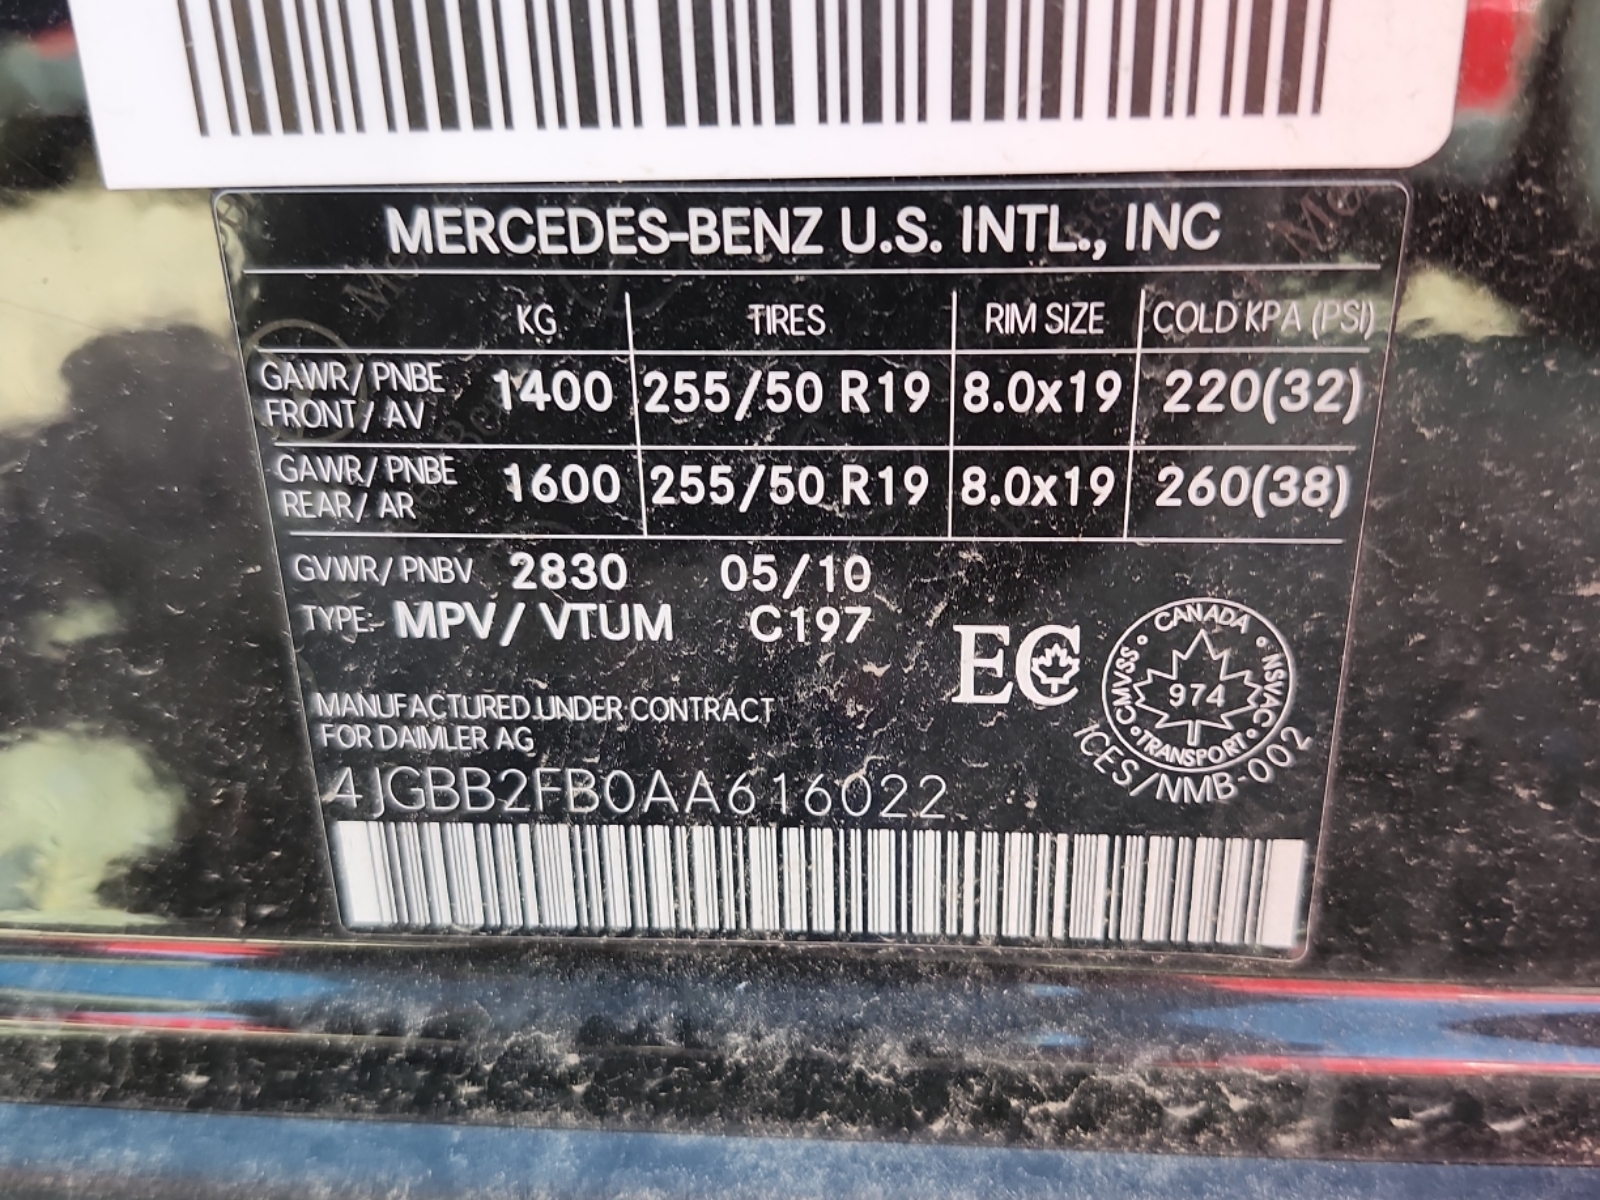 MERCEDES-BENZ U.S. INTL., INC
KG TIRES RIM SIZE COLD KPA (PSI)
GAWR/ PNBE FRONT/ AV 1400 255/50 R19 8.0x19 220(32)
GAWR/ PNBE REAR/ AR 1600 255/50 R19 8.0x19 260(38)
GVWR/ PNBV 2830 05/10
TYPE: MPV/ VTUM C197
EC
CANADA
CMVSS 974 NSVAC
TRANSPORT
ICES/NMB-002
MANUFACTURED UNDER CONTRACT
FOR DAIMLER AG
4JGBB2FB0AA616022